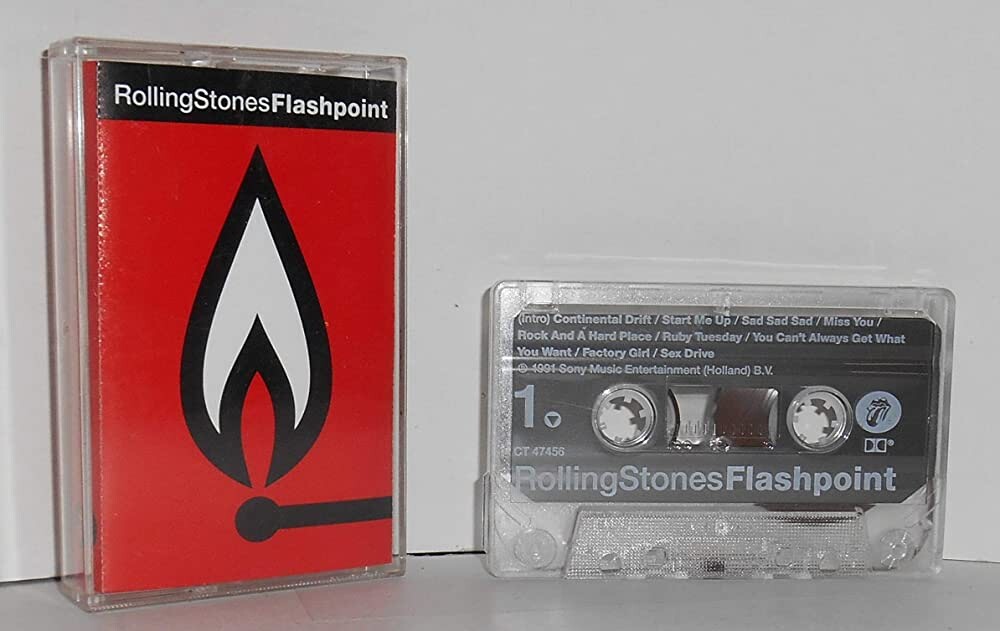 RollingStonesFlashpoint
(Intro) Continental Drift / Start Me Up / Sad Sad Sad / Miss You /
Rock And A Hard Place / Ruby Tuesday / You Can't Always Get What
You Want / Factory Girl / Sex Drive
℗ 1991 Sony Music Entertainment (Holland) B.V.
1
CT 47456
RollingStonesFlashpoint